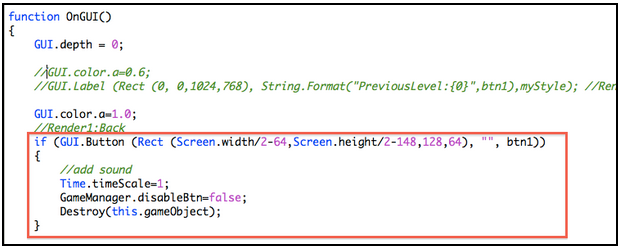 function OnGUI()
{
GUI.depth = 0;
//GUI.color.a=0.6;
//GUI.Label (Rect (0, 0,1024,768), String.Format("PreviousLevel:{0}",btn1),myStyle); //Ren
GUI.color.a=1.0;
//Render1:Back
if (GUI.Button (Rect (Screen.width/2-64,Screen.height/2-148,128,64), "", btn1))
{
//add sound
Time.timeScale=1;
GameManager.disableBtn=false;
Destroy(this.gameObject);
}